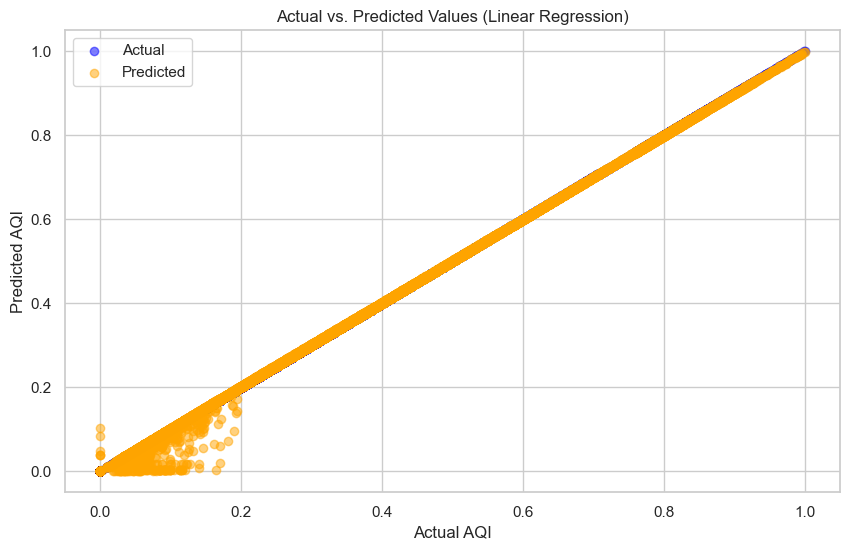 Actual vs. Predicted Values (Linear Regression)
Actual
Predicted
1.0
0.8
0.6
0.4
0.2
0.0
Predicted AQI
0.0 0.2 0.4 0.6 0.8 1.0
Actual AQI